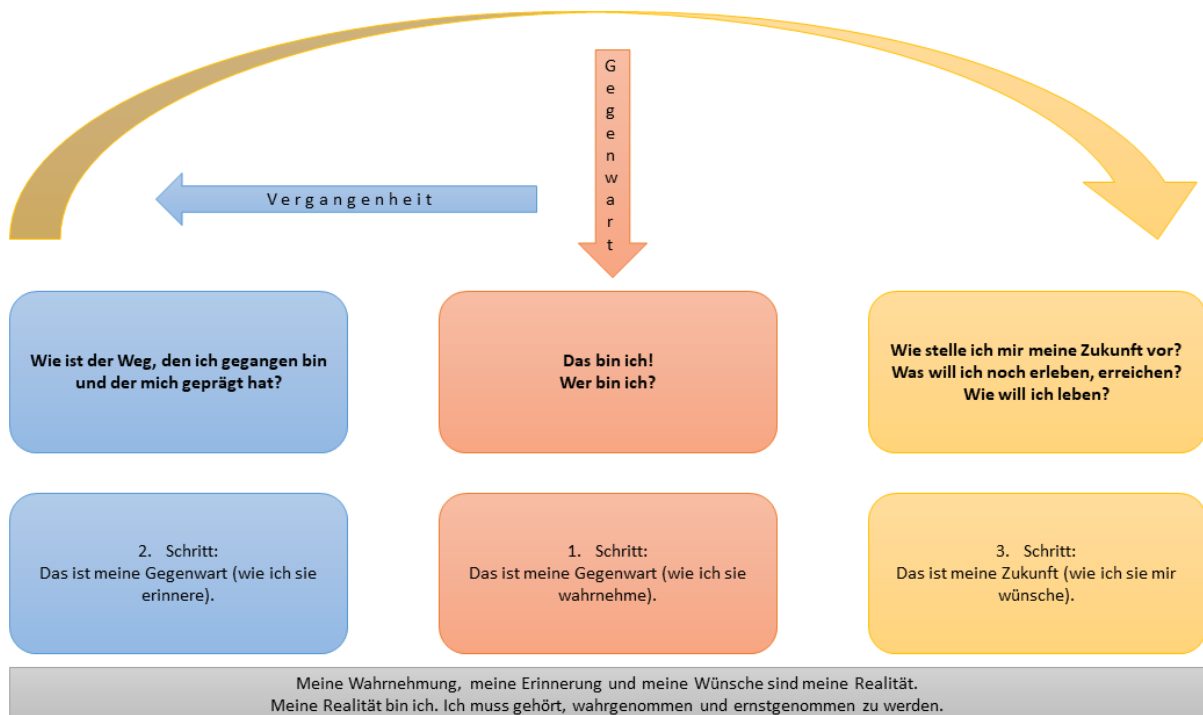 Gegenwart
Vergangenheit
Wie ist der Weg, den ich gegangen bin
und der mich geprägt hat?
Das bin ich!
Wer bin ich?
Wie stelle ich mir meine Zukunft vor?
Was will ich noch erleben, erreichen?
Wie will ich leben?
2. Schritt:
Das ist meine Gegenwart (wie ich sie
erinnere).
1. Schritt:
Das ist meine Gegenwart (wie ich sie
wahrnehme).
3. Schritt:
Das ist meine Zukunft (wie ich sie mir
wünsche).
Meine Wahrnehmung, meine Erinnerung und meine Wünsche sind meine Realität.
Meine Realität bin ich. Ich muss gehört, wahrgenommen und ernstgenommen zu werden.